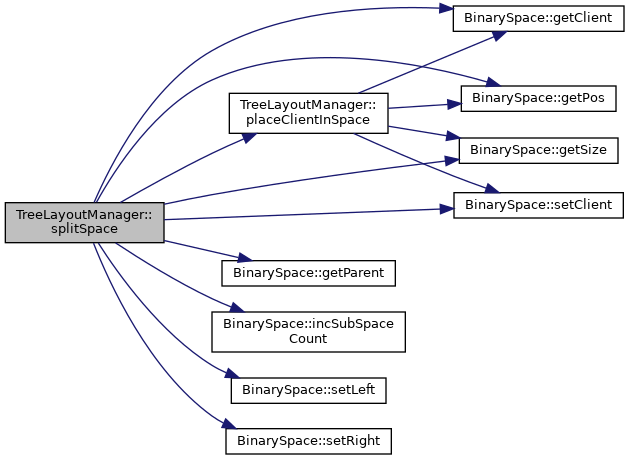 BinarySpace::getClient
BinarySpace::getPos
TreeLayoutManager::
placeClientInSpace
BinarySpace::getSize
BinarySpace::setClient
TreeLayoutManager::
splitSpace
BinarySpace::getParent
BinarySpace::incSubSpace
Count
BinarySpace::setLeft
BinarySpace::setRight